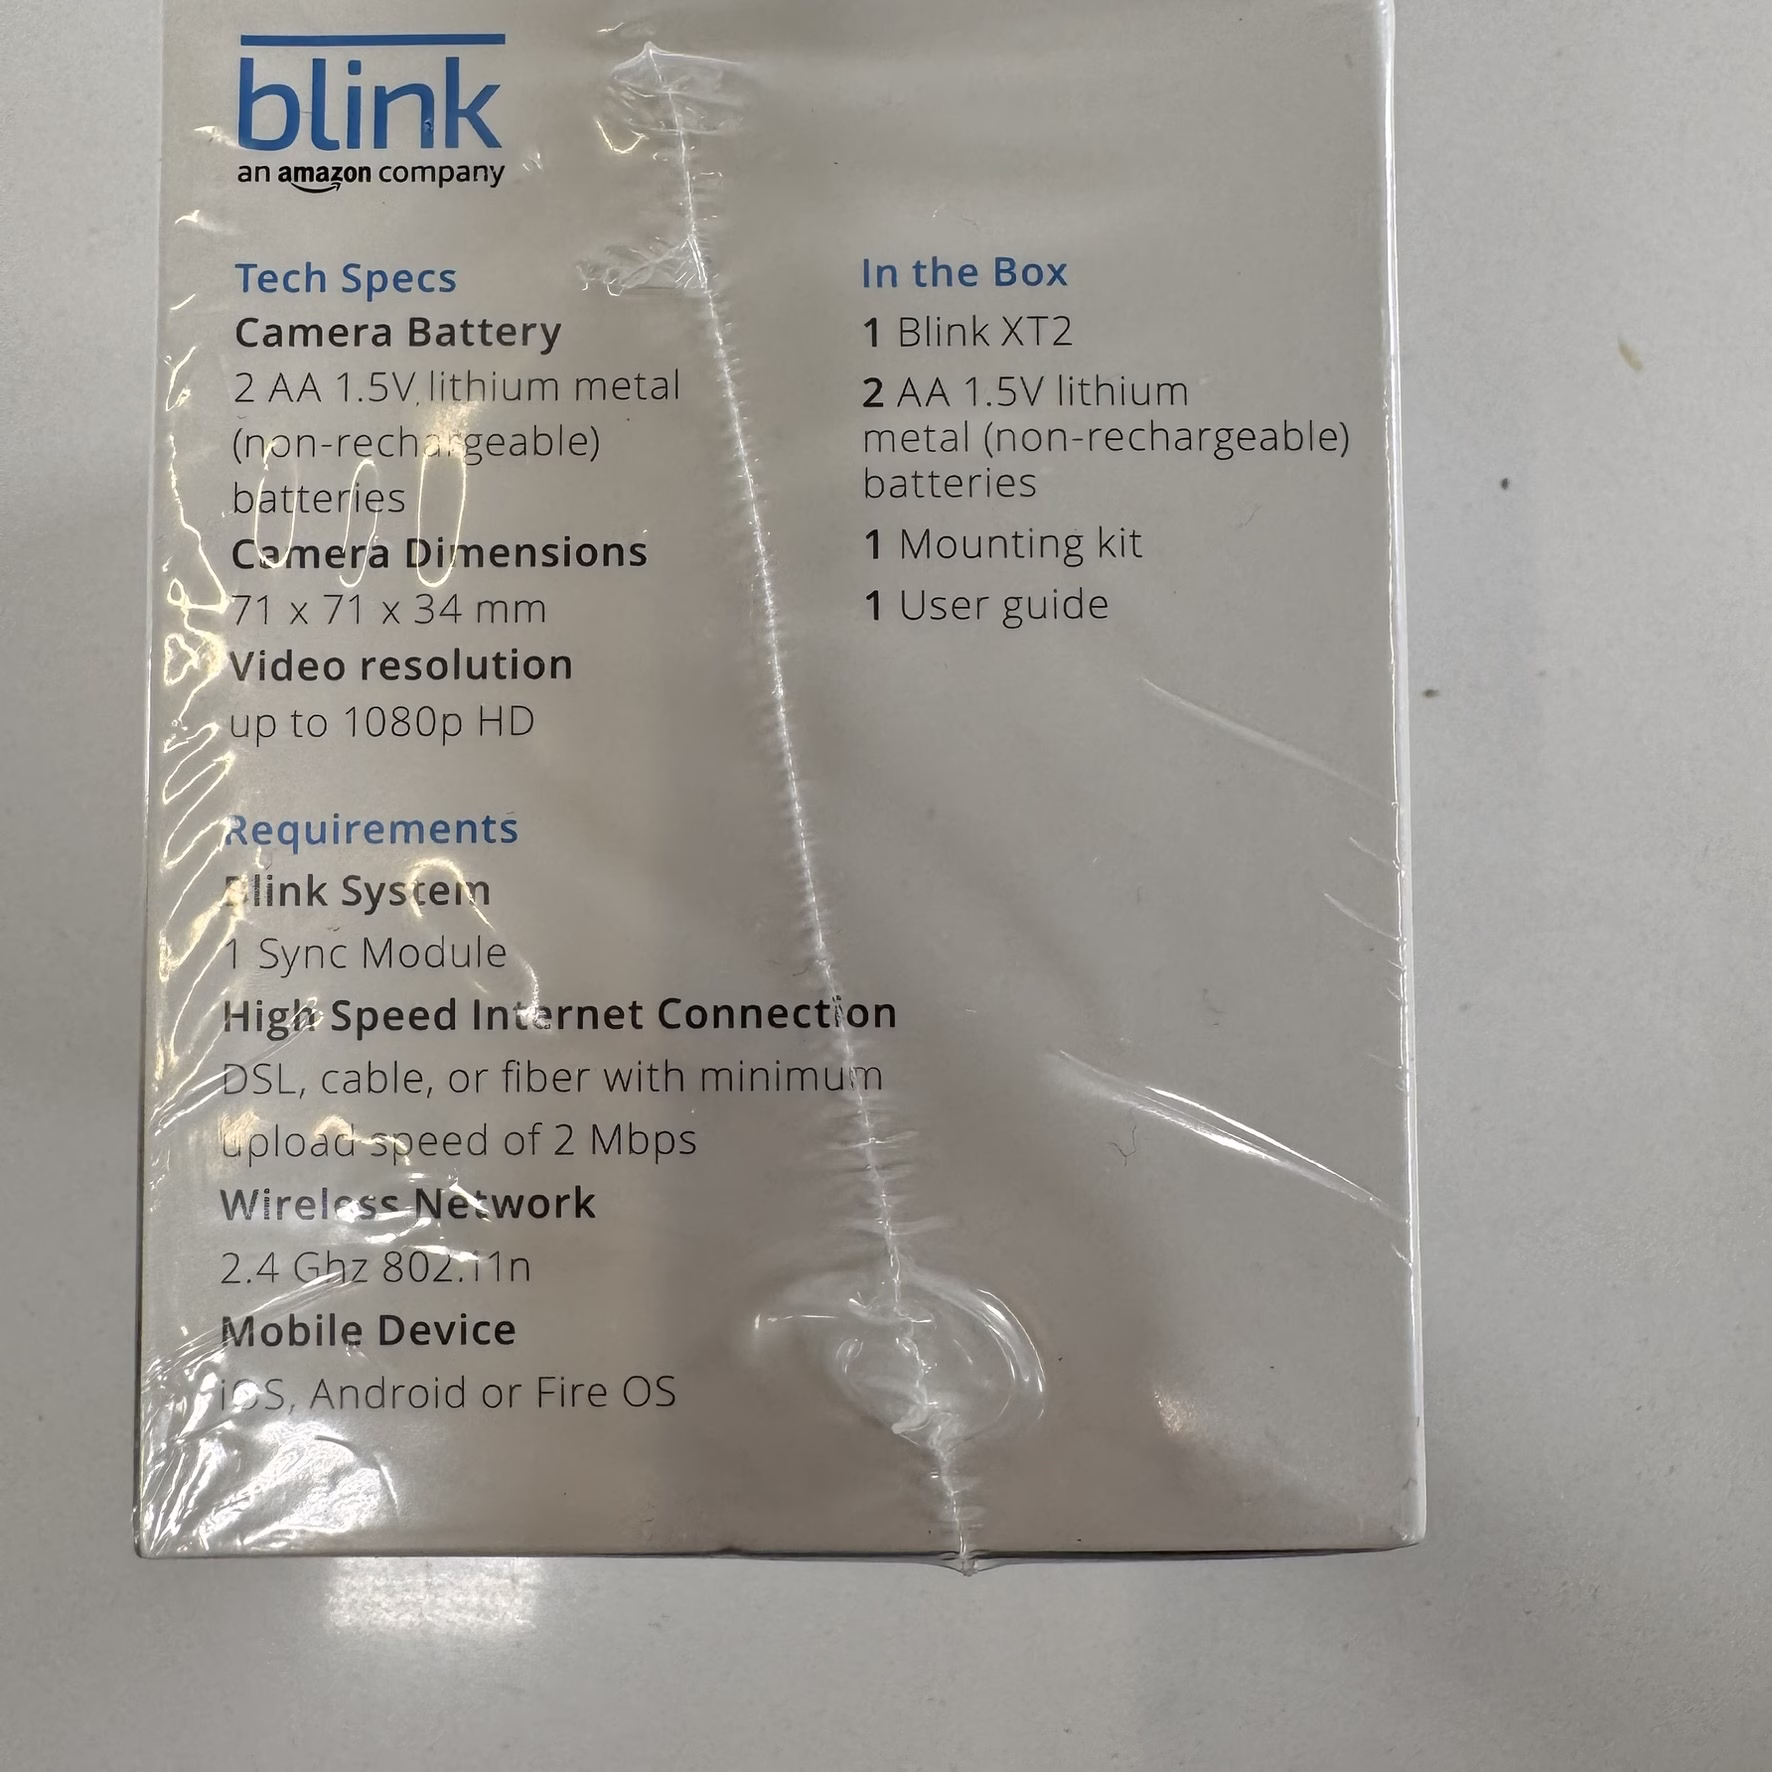 blink
an amazon company
Tech Specs
Camera Battery
2 AA 1.5V lithium metal
(non-rechargeable)
batteries
Camera Dimensions
71 x 71 x 34 mm
Video resolution
up to 1080p HD
Requirements
Blink System
1 Sync Module
High Speed Internet Connection
DSL, cable, or fiber with minimum
upload speed of 2 Mbps
Wireless Network
2.4 Ghz 802.11n
Mobile Device
iOS, Android or Fire OS
In the Box
1 Blink XT2
2 AA 1.5V lithium
metal (non-rechargeable)
batteries
1 Mounting kit
1 User guide